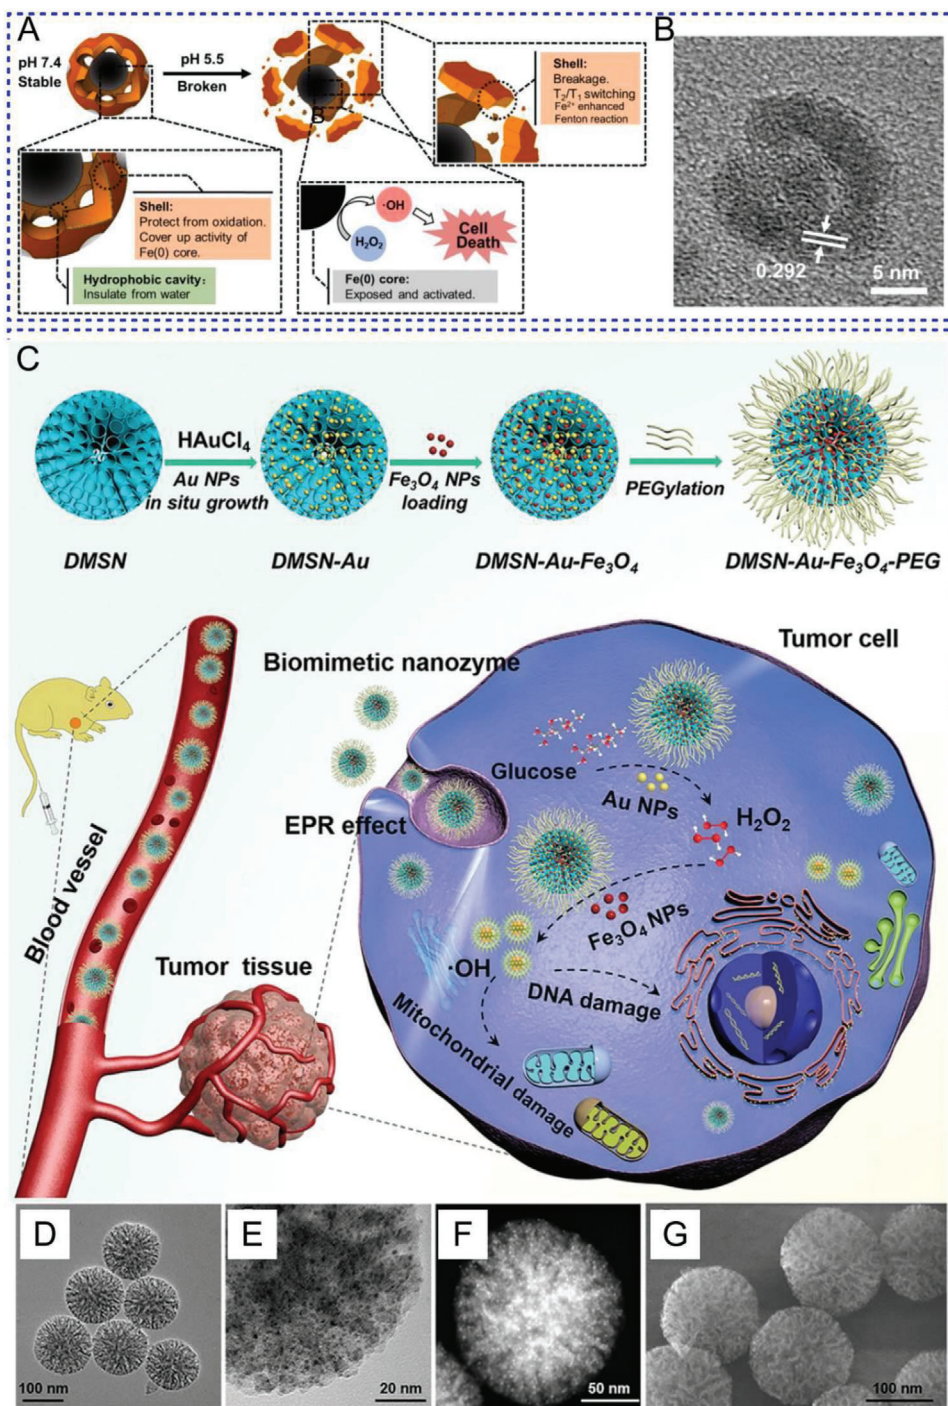 A
pH 7.4
Stable
pH 5.5
Broken
Shell:
Breakage.
T₂/T₁ switching
Fe²⁺ enhanced
Fenton reaction
Shell:
Protect from oxidation.
Cover up activity of
Fe(0) core.
Hydrophobic cavity:
Insulate from water
·OH
H₂O₂
Cell
Death
Fe(0) core:
Exposed and activated.
B
0.292
5 nm
C
HAuCl₄
Au NPs
in situ growth
Fe₃O₄ NPs
loading
PEGylation
DMSN
DMSN-Au
DMSN-Au-Fe₃O₄
DMSN-Au-Fe₃O₄-PEG
Tumor cell
Biomimetic nanozyme
Glucose
Au NPs
H₂O₂
EPR effect
Blood vessel
Fe₃O₄ NPs
Tumor tissue
·OH
DNA damage
Mitochondrial damage
D
100 nm
E
20 nm
F
50 nm
G
100 nm